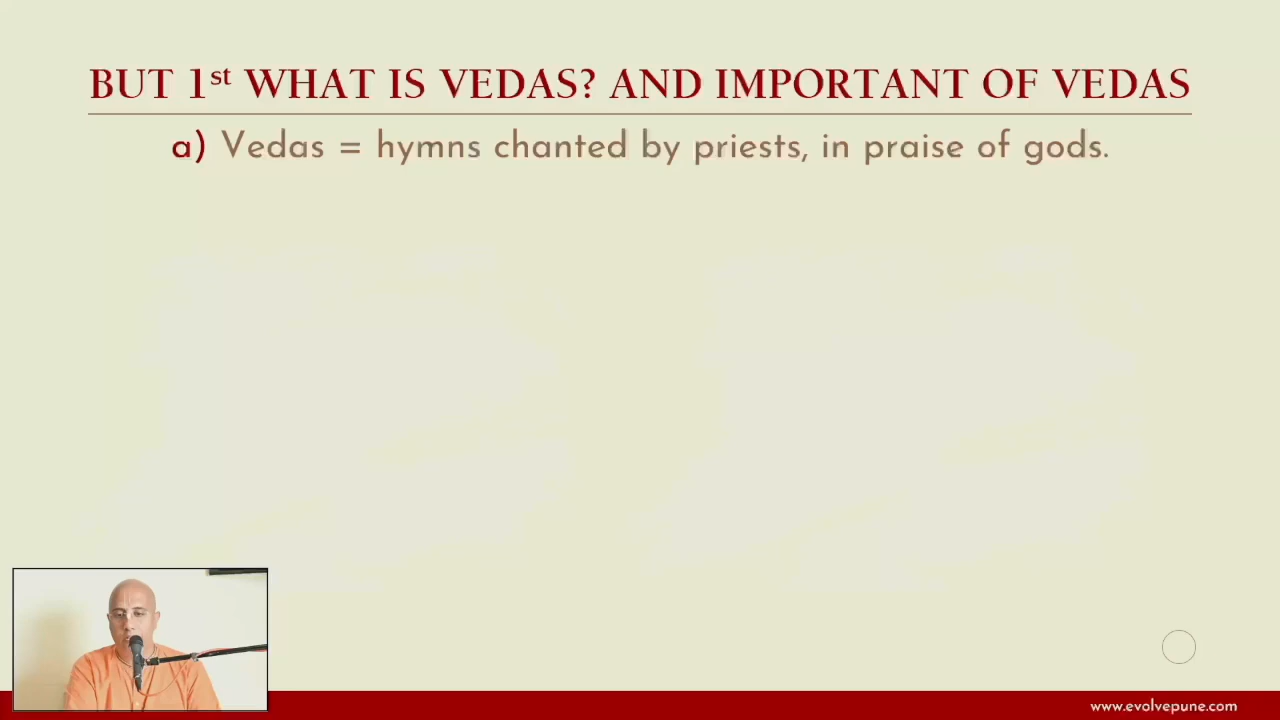 BUT 1st WHAT IS VEDAS? AND IMPORTANT OF VEDAS
a) Vedas = hymns chanted by priests, in praise of gods.
www.evolvepune.com